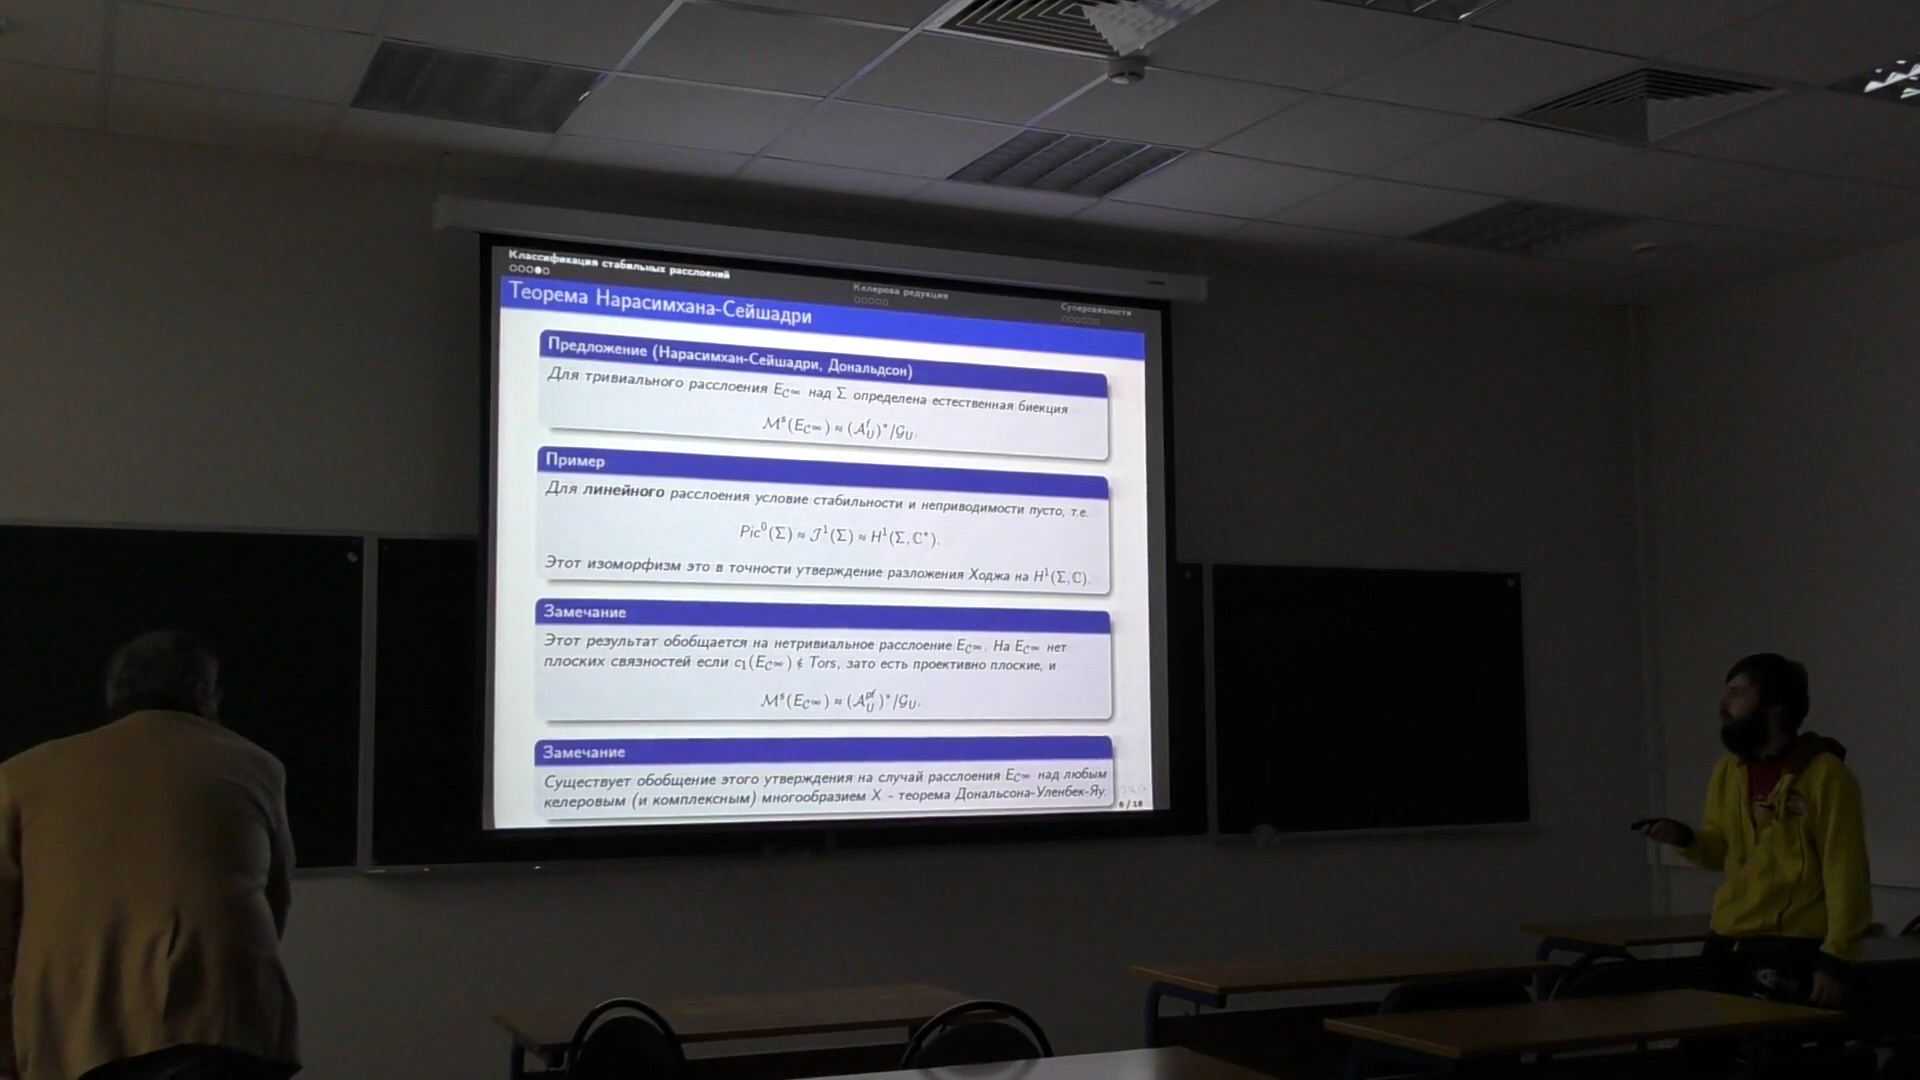 Классификация стабильных расслоений
Келерова редукция
Суперсвязности
Теорема Нарасимхана-Сейшадри
Предложение (Нарасимхан-Сейшадри, Дональдсон)
Для тривиального расслоения E_{C^∞} над Σ определена естественная биекция
M^s(E_{C^∞}) ≈ (A_U^f)^*/G_U.
Пример
Для линейного расслоения условие стабильности и неприводимости пусто, т.е.
Pic^0(Σ) ≈ J^1(Σ) ≈ H^1(Σ, C^*).
Этот изоморфизм это в точности утверждение разложения Ходжа на H^1(Σ, C).
Замечание
Этот результат обобщается на нетривиальное расслоение E_{C^∞}. На E_{C^∞} нет
плоских связностей если c_1(E_{C^∞}) ∉ Tors, зато есть проективно плоские, и
M^s(E_{C^∞}) ≈ (A_U^{pf})^*/G_U.
Замечание
Существует обобщение этого утверждения на случай расслоения E_{C^∞} над любым
келеровым (и комплексным) многообразием X - теорема Дональсона-Уленбек-Яу.
6 / 18